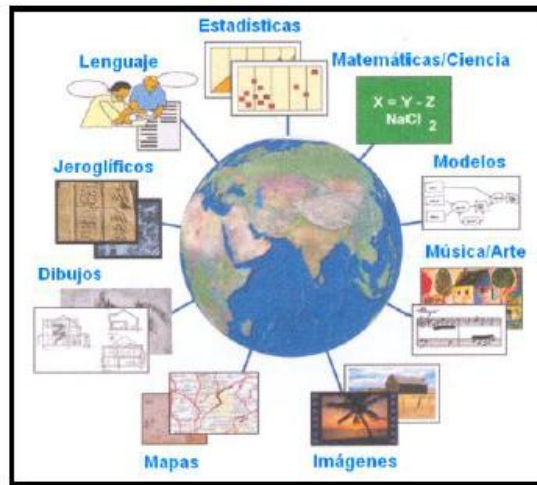 Estadísticas
Lenguaje
Matemáticas/Ciencia
X = Y - Z
NaCl 2
Jeroglíficos
Modelos
Música/Arte
Dibujos
Mapas
Imágenes